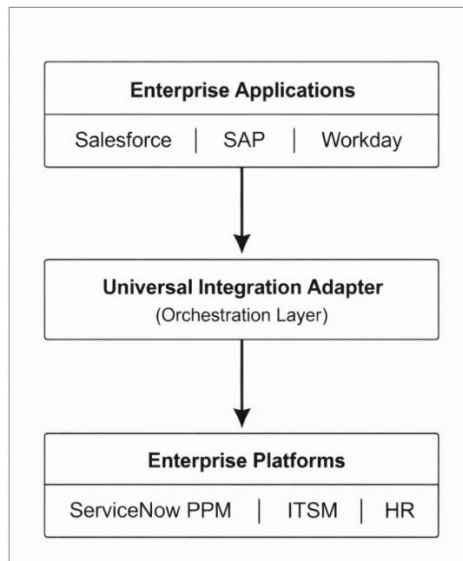 Enterprise Applications
Salesforce | SAP | Workday
Universal Integration Adapter
(Orchestration Layer)
Enterprise Platforms
ServiceNow PPM | ITSM | HR